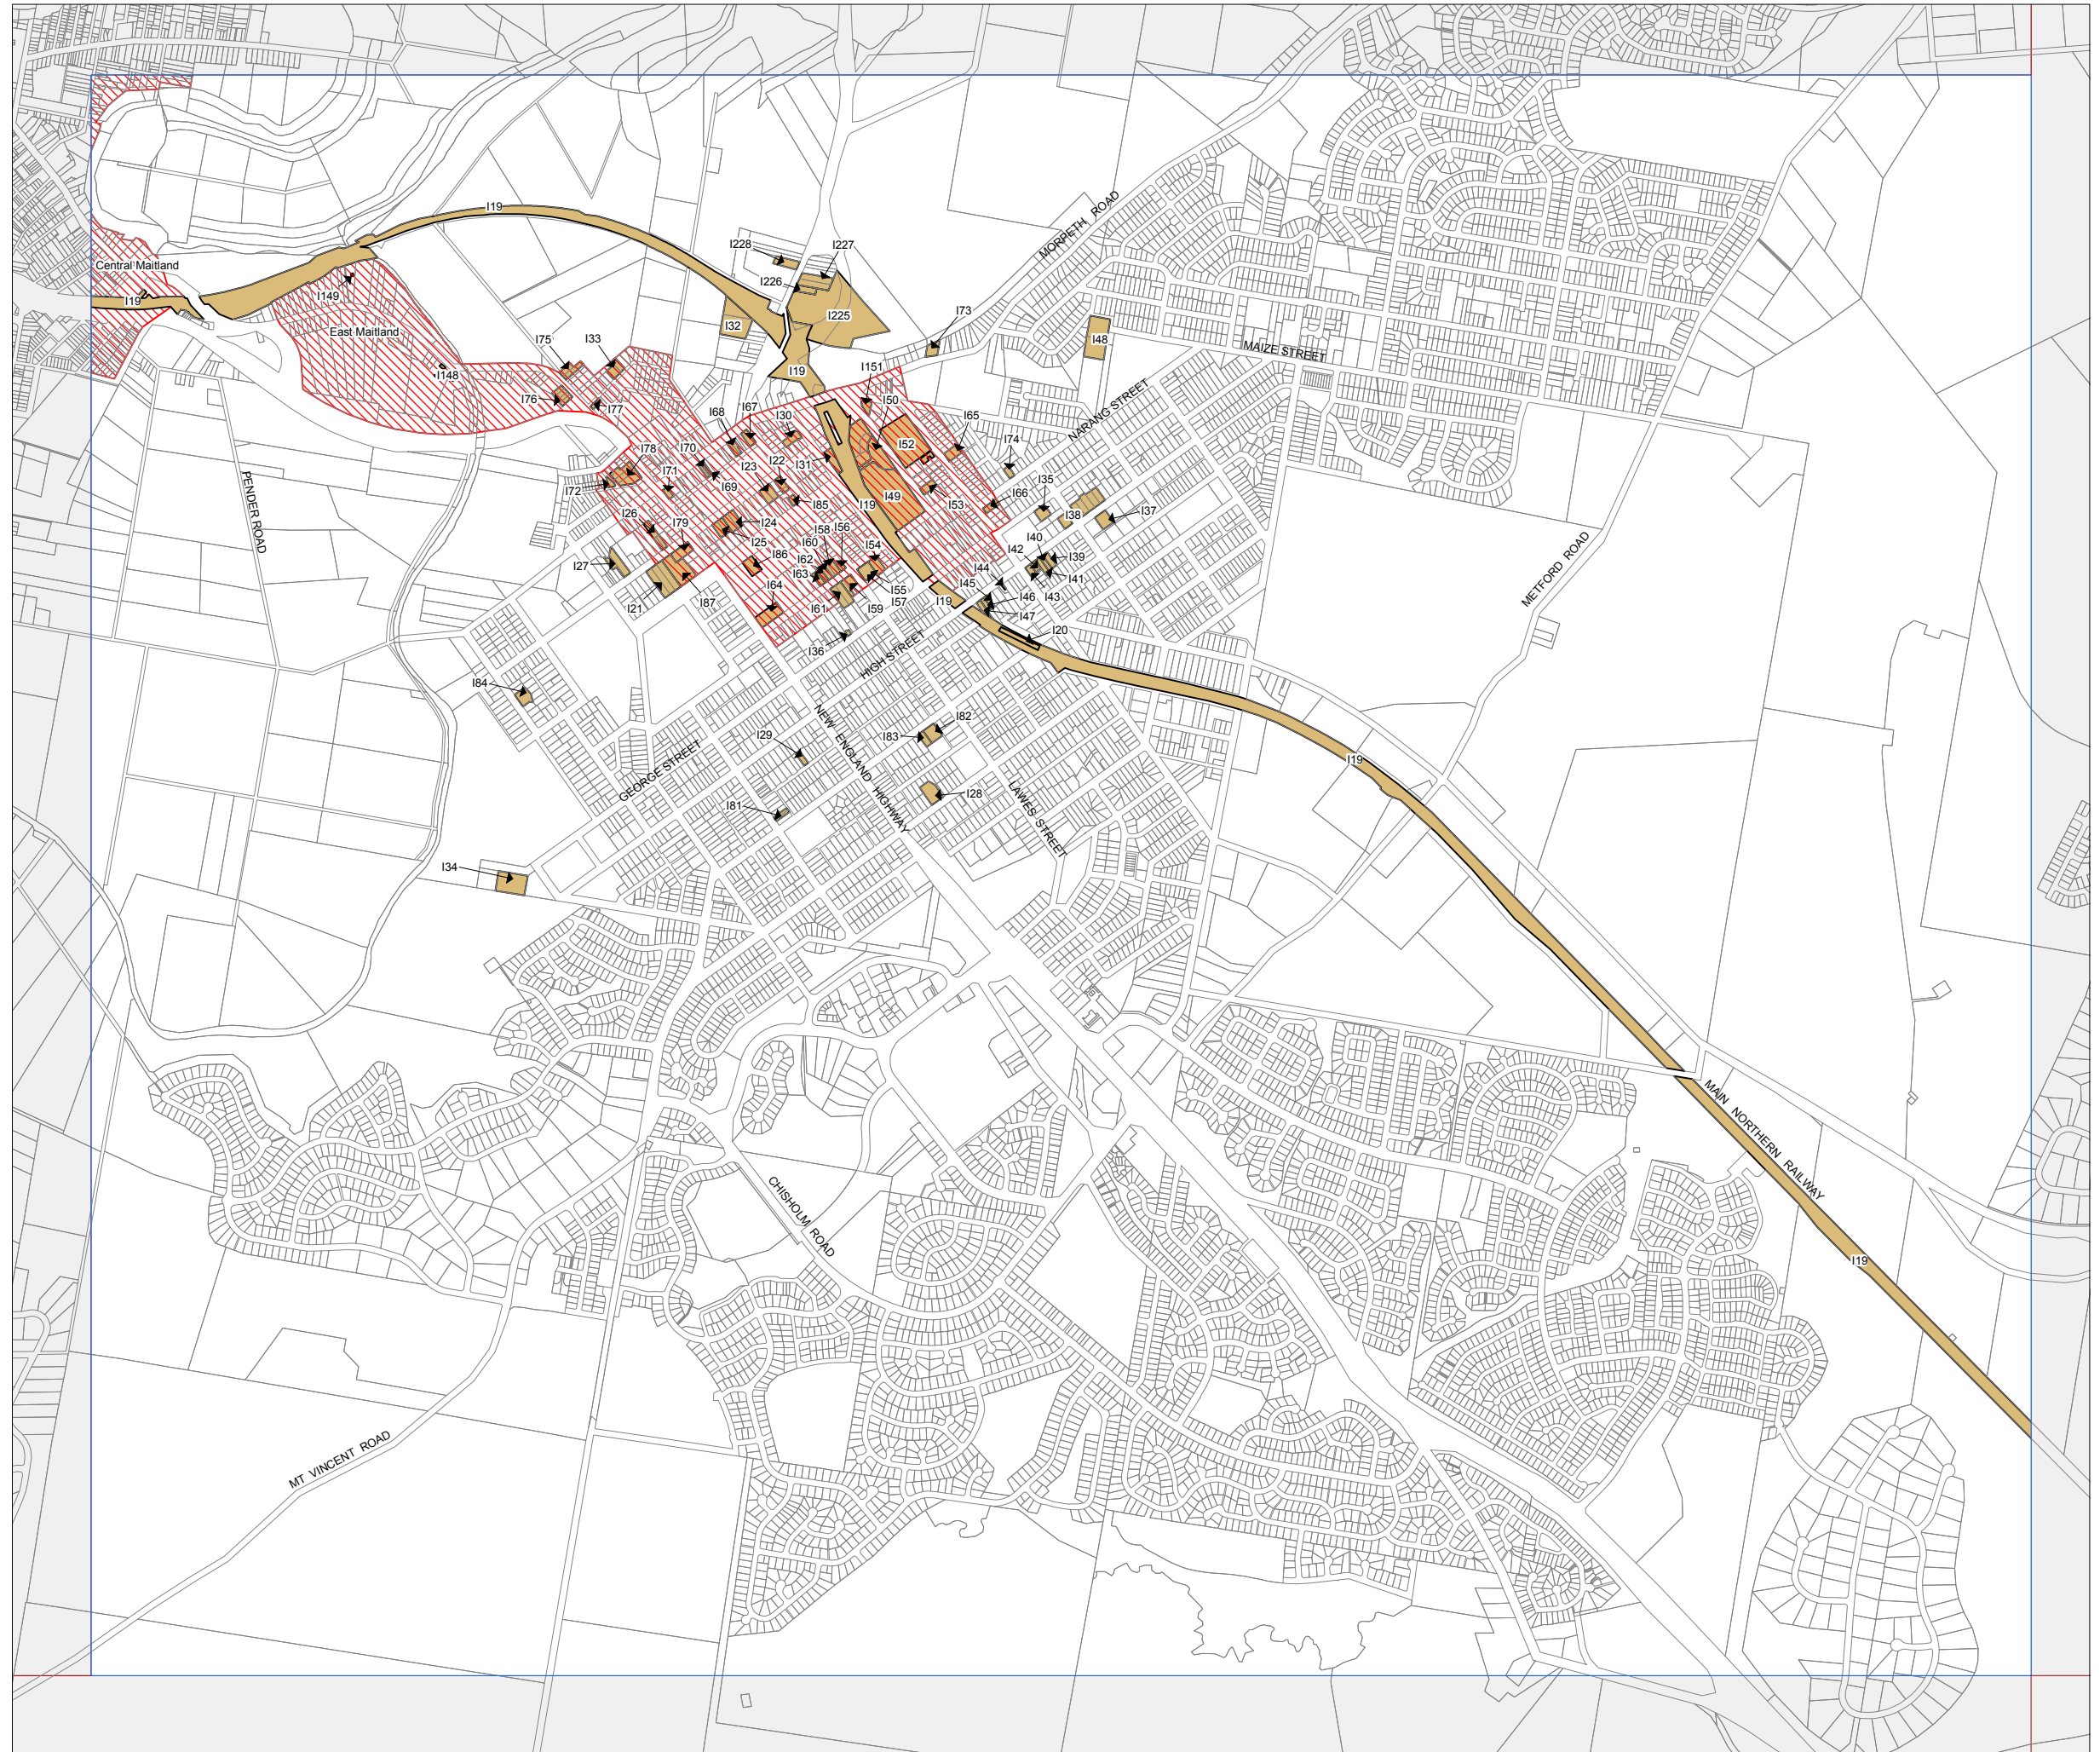 I19
MORPETH ROAD
I228
I227
Central Maitland
I226
I149
I19
I225
East Maitland
I32
I73
I75
I33
I48
MAIZE STREET
I148
I19
I151
I76
I77
I68
I67
I30
I50
NARANG STREET
I65
I52
I78
I70
I23
I22
I31
I74
I71
I69
I72
I49
I85
I19
I53
I66
I35
PENDER ROAD
I26
I79
I24
I38
I37
I58
I56
I25
I60
I54
I40
I86
I62
I42
I39
I27
I63
I44
I41
I45
I55
I64
I43
I21
I87
I61
I59
I57
I19
I46
I47
METFORD ROAD
I20
I36
HIGH STREET
I84
I82
I29
I83
NEW ENGLAND HIGHWAY
GEORGE STREET
I19
I28
I81
LAWES STREET
I34
MAIN NORTHERN RAILWAY
CHISHOLM ROAD
I19
MT VINCENT ROAD